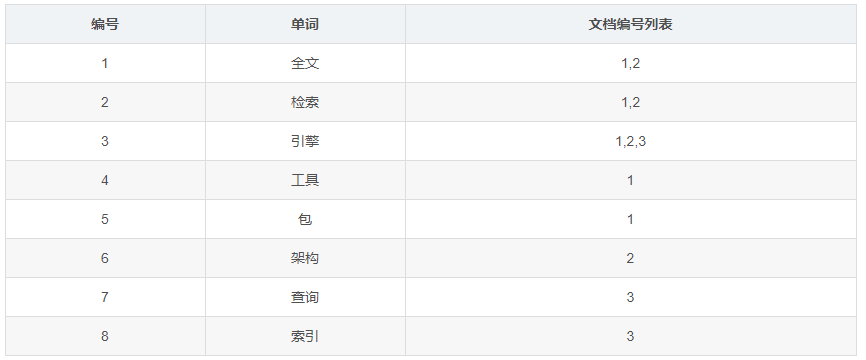 编号 单词 文档编号列表
1 全文 1,2
2 检索 1,2
3 引擎 1,2,3
4 工具 1
5 包 1
6 架构 2
7 查询 3
8 索引 3